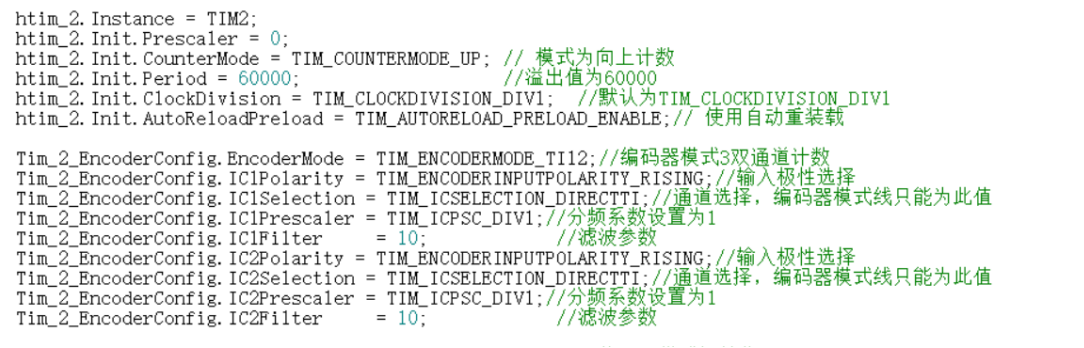 htim_2.Instance = TIM2;
htim_2.Init.Prescaler = 0;
htim_2.Init.CounterMode = TIM_COUNTERMODE_UP; // 模式为向上计数
htim_2.Init.Period = 60000; //溢出值为60000
htim_2.Init.ClockDivision = TIM_CLOCKDIVISION_DIV1; //默认为TIM_CLOCKDIVISION_DIV1
htim_2.Init.AutoReloadPreload = TIM_AUTORELOAD_PRELOAD_ENABLE;// 使用自动重装载
Tim_2_EncoderConfig.EncoderMode = TIM_ENCODERMODE_TI12;//编码器模式3双通道计数
Tim_2_EncoderConfig.IC1Polarity = TIM_ENCODERINPUTPOLARITY_RISING;//输入极性选择
Tim_2_EncoderConfig.IC1Selection = TIM_ICSELECTION_DIRECTTI;//通道选择，编码器模式线只能为此值
Tim_2_EncoderConfig.IC1Prescaler = TIM_ICPSC_DIV1;//分频系数设置为1
Tim_2_EncoderConfig.IC1Filter = 10; //滤波参数
Tim_2_EncoderConfig.IC2Polarity = TIM_ENCODERINPUTPOLARITY_RISING;//输入极性选择
Tim_2_EncoderConfig.IC2Selection = TIM_ICSELECTION_DIRECTTI;//通道选择，编码器模式线只能为此值
Tim_2_EncoderConfig.IC2Prescaler = TIM_ICPSC_DIV1;//分频系数设置为1
Tim_2_EncoderConfig.IC2Filter = 10; //滤波参数